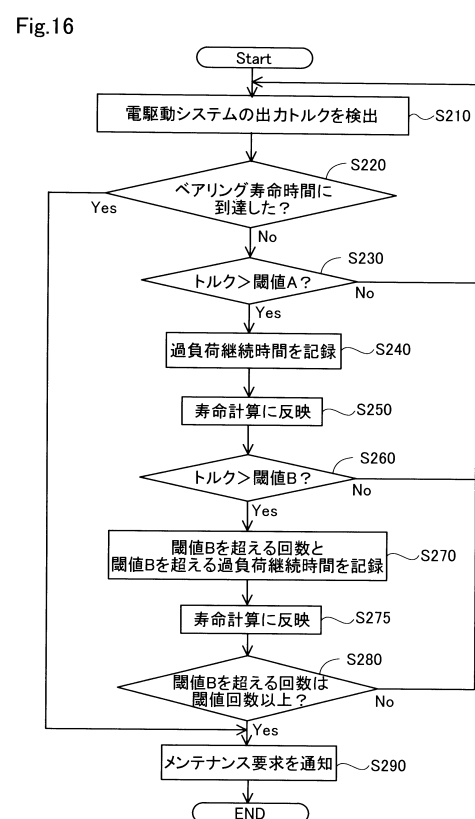 Fig.16
Start
電駆動システムの出力トルクを検出
S210
S220
ベアリング寿命時間に
到達した？
Yes
No
S230
トルク＞閾値A？
No
Yes
過負荷継続時間を記録
S240
寿命計算に反映
S250
S260
トルク＞閾値B？
No
Yes
閾値Bを超える回数と
閾値Bを超える過負荷継続時間を記録
S270
寿命計算に反映
S275
S280
閾値Bを超える回数は
閾値回数以上？
No
Yes
メンテナンス要求を通知
S290
END